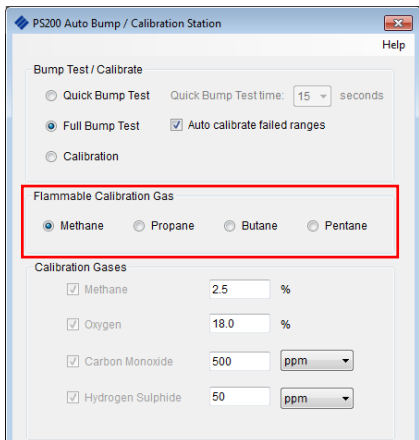 PS200 Auto Bump / Calibration Station
Help
Bump Test / Calibrate
Quick Bump Test Quick Bump Test time: 15 seconds
Full Bump Test Auto calibrate failed ranges
Calibration
Flammable Calibration Gas
Methane Propane Butane Pentane
Calibration Gases
Methane 2.5 %
Oxygen 18.0 %
Carbon Monoxide 500 ppm
Hydrogen Sulphide 50 ppm